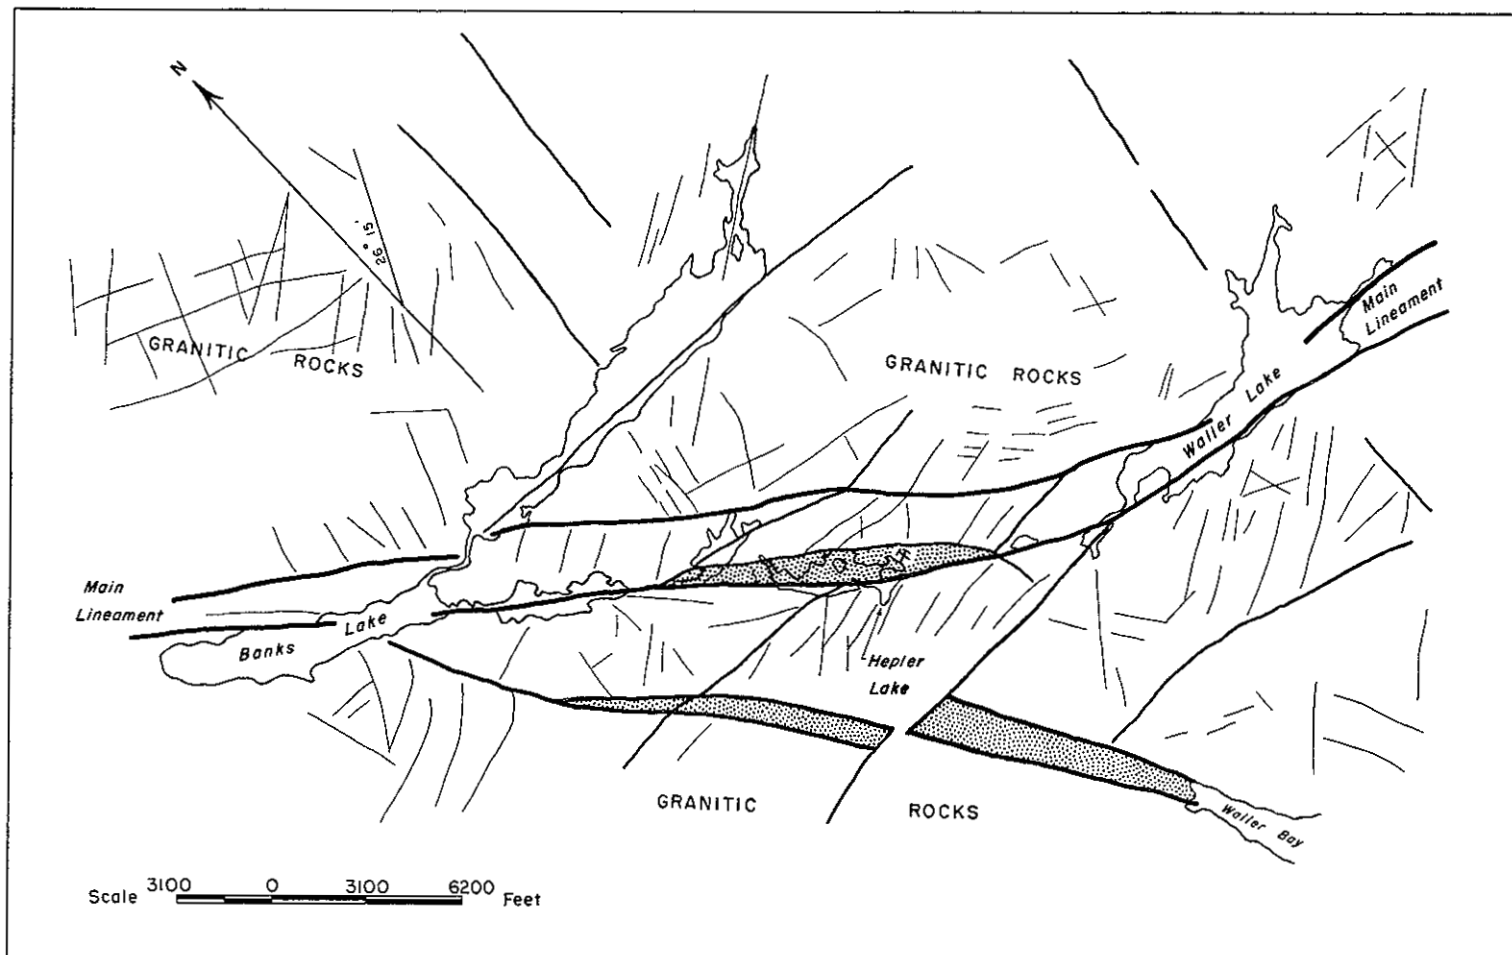 N
26° 15'
GRANITIC ROCKS
GRANITIC ROCKS
Main
Lineament
Waller Lake
Main
Lineament
Banks Lake
Hepler
Lake
GRANITIC ROCKS
Waller Bay
Scale 3100 0 3100 6200 Feet